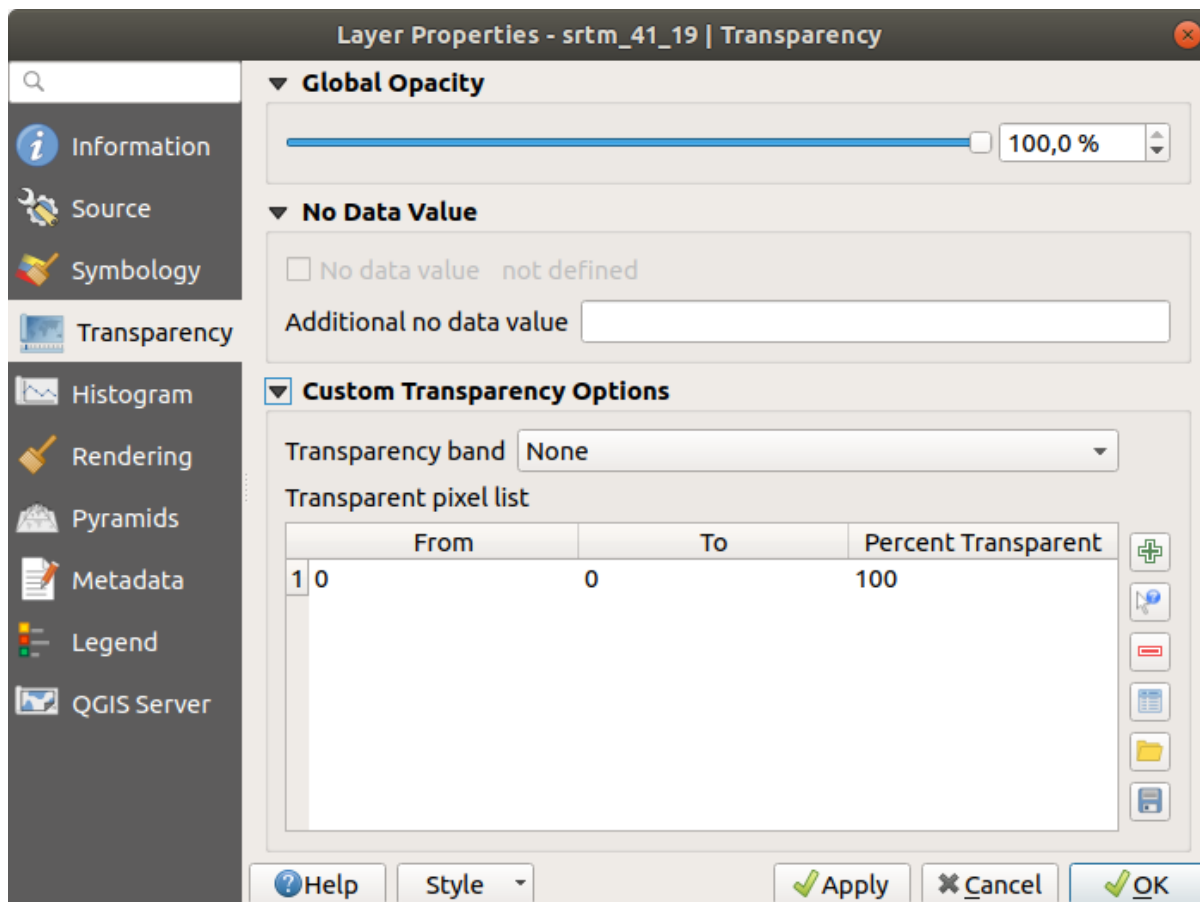 Layer Properties - srtm_41_19 | Transparency
Information
Source
Symbology
Transparency
Histogram
Rendering
Pyramids
Metadata
Legend
QGIS Server
Global Opacity
100,0 %
No Data Value
No data value not defined
Additional no data value
Custom Transparency Options
Transparency band None
Transparent pixel list
From To Percent Transparent
1 0 0 100
Help Style Apply Cancel OK